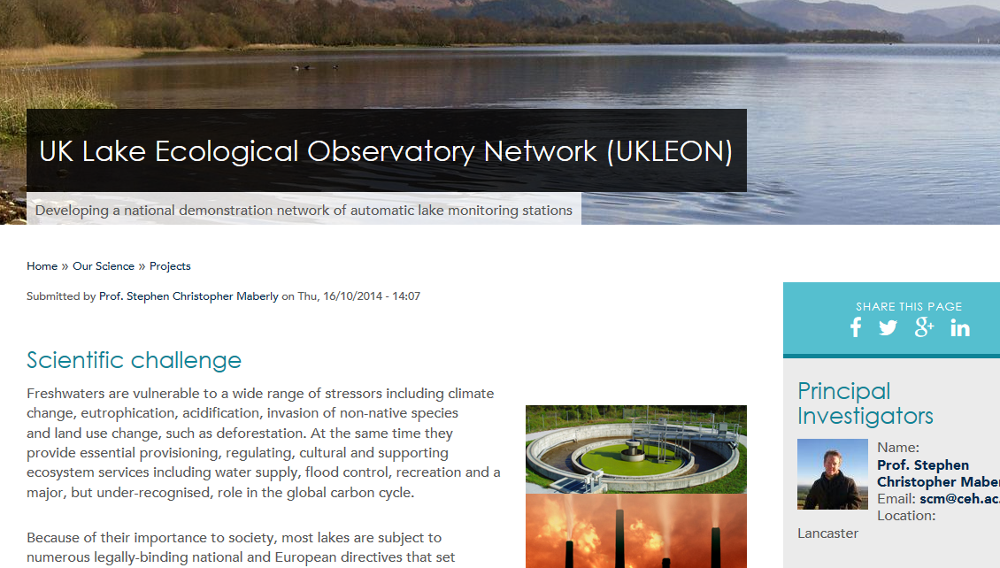 UK Lake Ecological Observatory Network (UKLEON)
Developing a national demonstration network of automatic lake monitoring stations
Home » Our Science » Projects
Submitted by Prof. Stephen Christopher Maberly on Thu, 16/10/2014 - 14:07
Scientific challenge
Freshwaters are vulnerable to a wide range of stressors including climate
change, eutrophication, acidification, invasion of non-native species
and land use change, such as deforestation. At the same time they
provide essential provisioning, regulating, cultural and supporting
ecosystem services including water supply, flood control, recreation and a
major, but under-recognised, role in the global carbon cycle.
Because of their importance to society, most lakes are subject to
numerous legally-binding national and European directives that set
SHARE THIS PAGE
Principal
Investigators
Name:
Prof. Stephen
Christopher Maber
Email: scm@ceh.ac.
Location:
Lancaster